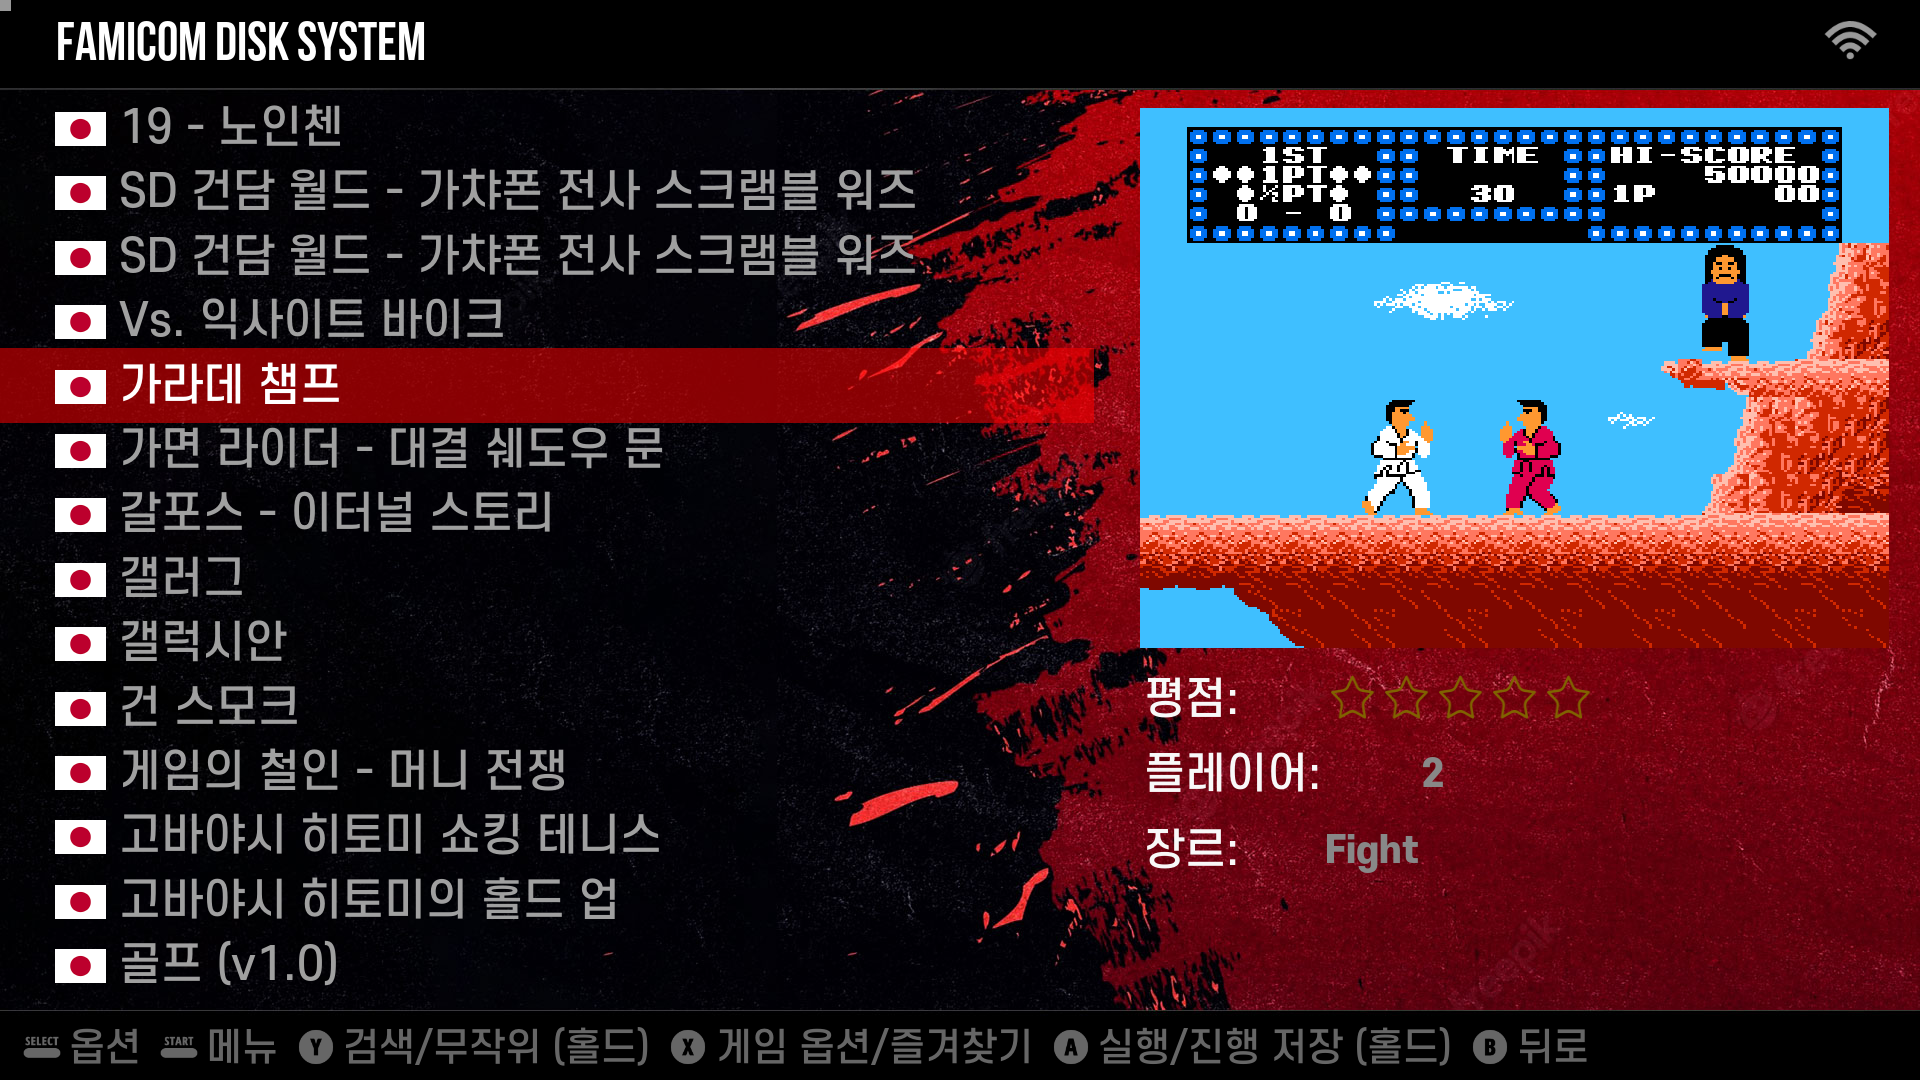 FAMICOM DISK SYSTEM
19 - 노인첸
SD 건담 월드 - 가챠폰 전사 스크램블 워즈
SD 건담 월드 - 가챠폰 전사 스크램블 워즈
Vs. 익사이트 바이크
가라데 챔프
가면 라이더 - 대결 쉐도우 문
갈포스 - 이터널 스토리
갤러그
갤럭시안
건 스모크
게임의 철인 - 머니 전쟁
고바야시 히토미 쇼킹 테니스
고바야시 히토미의 홀드 업
골프 (v1.0)
1ST TIME HI-SCORE
1PT 50000
½PT 30 1P 00
0 - 0
평점:
플레이어: 2
장르: Fight
SELECT 옵션 START 메뉴 Y 검색/무작위 (홀드) X 게임 옵션/즐겨찾기 A 실행/진행 저장 (홀드) B 뒤로